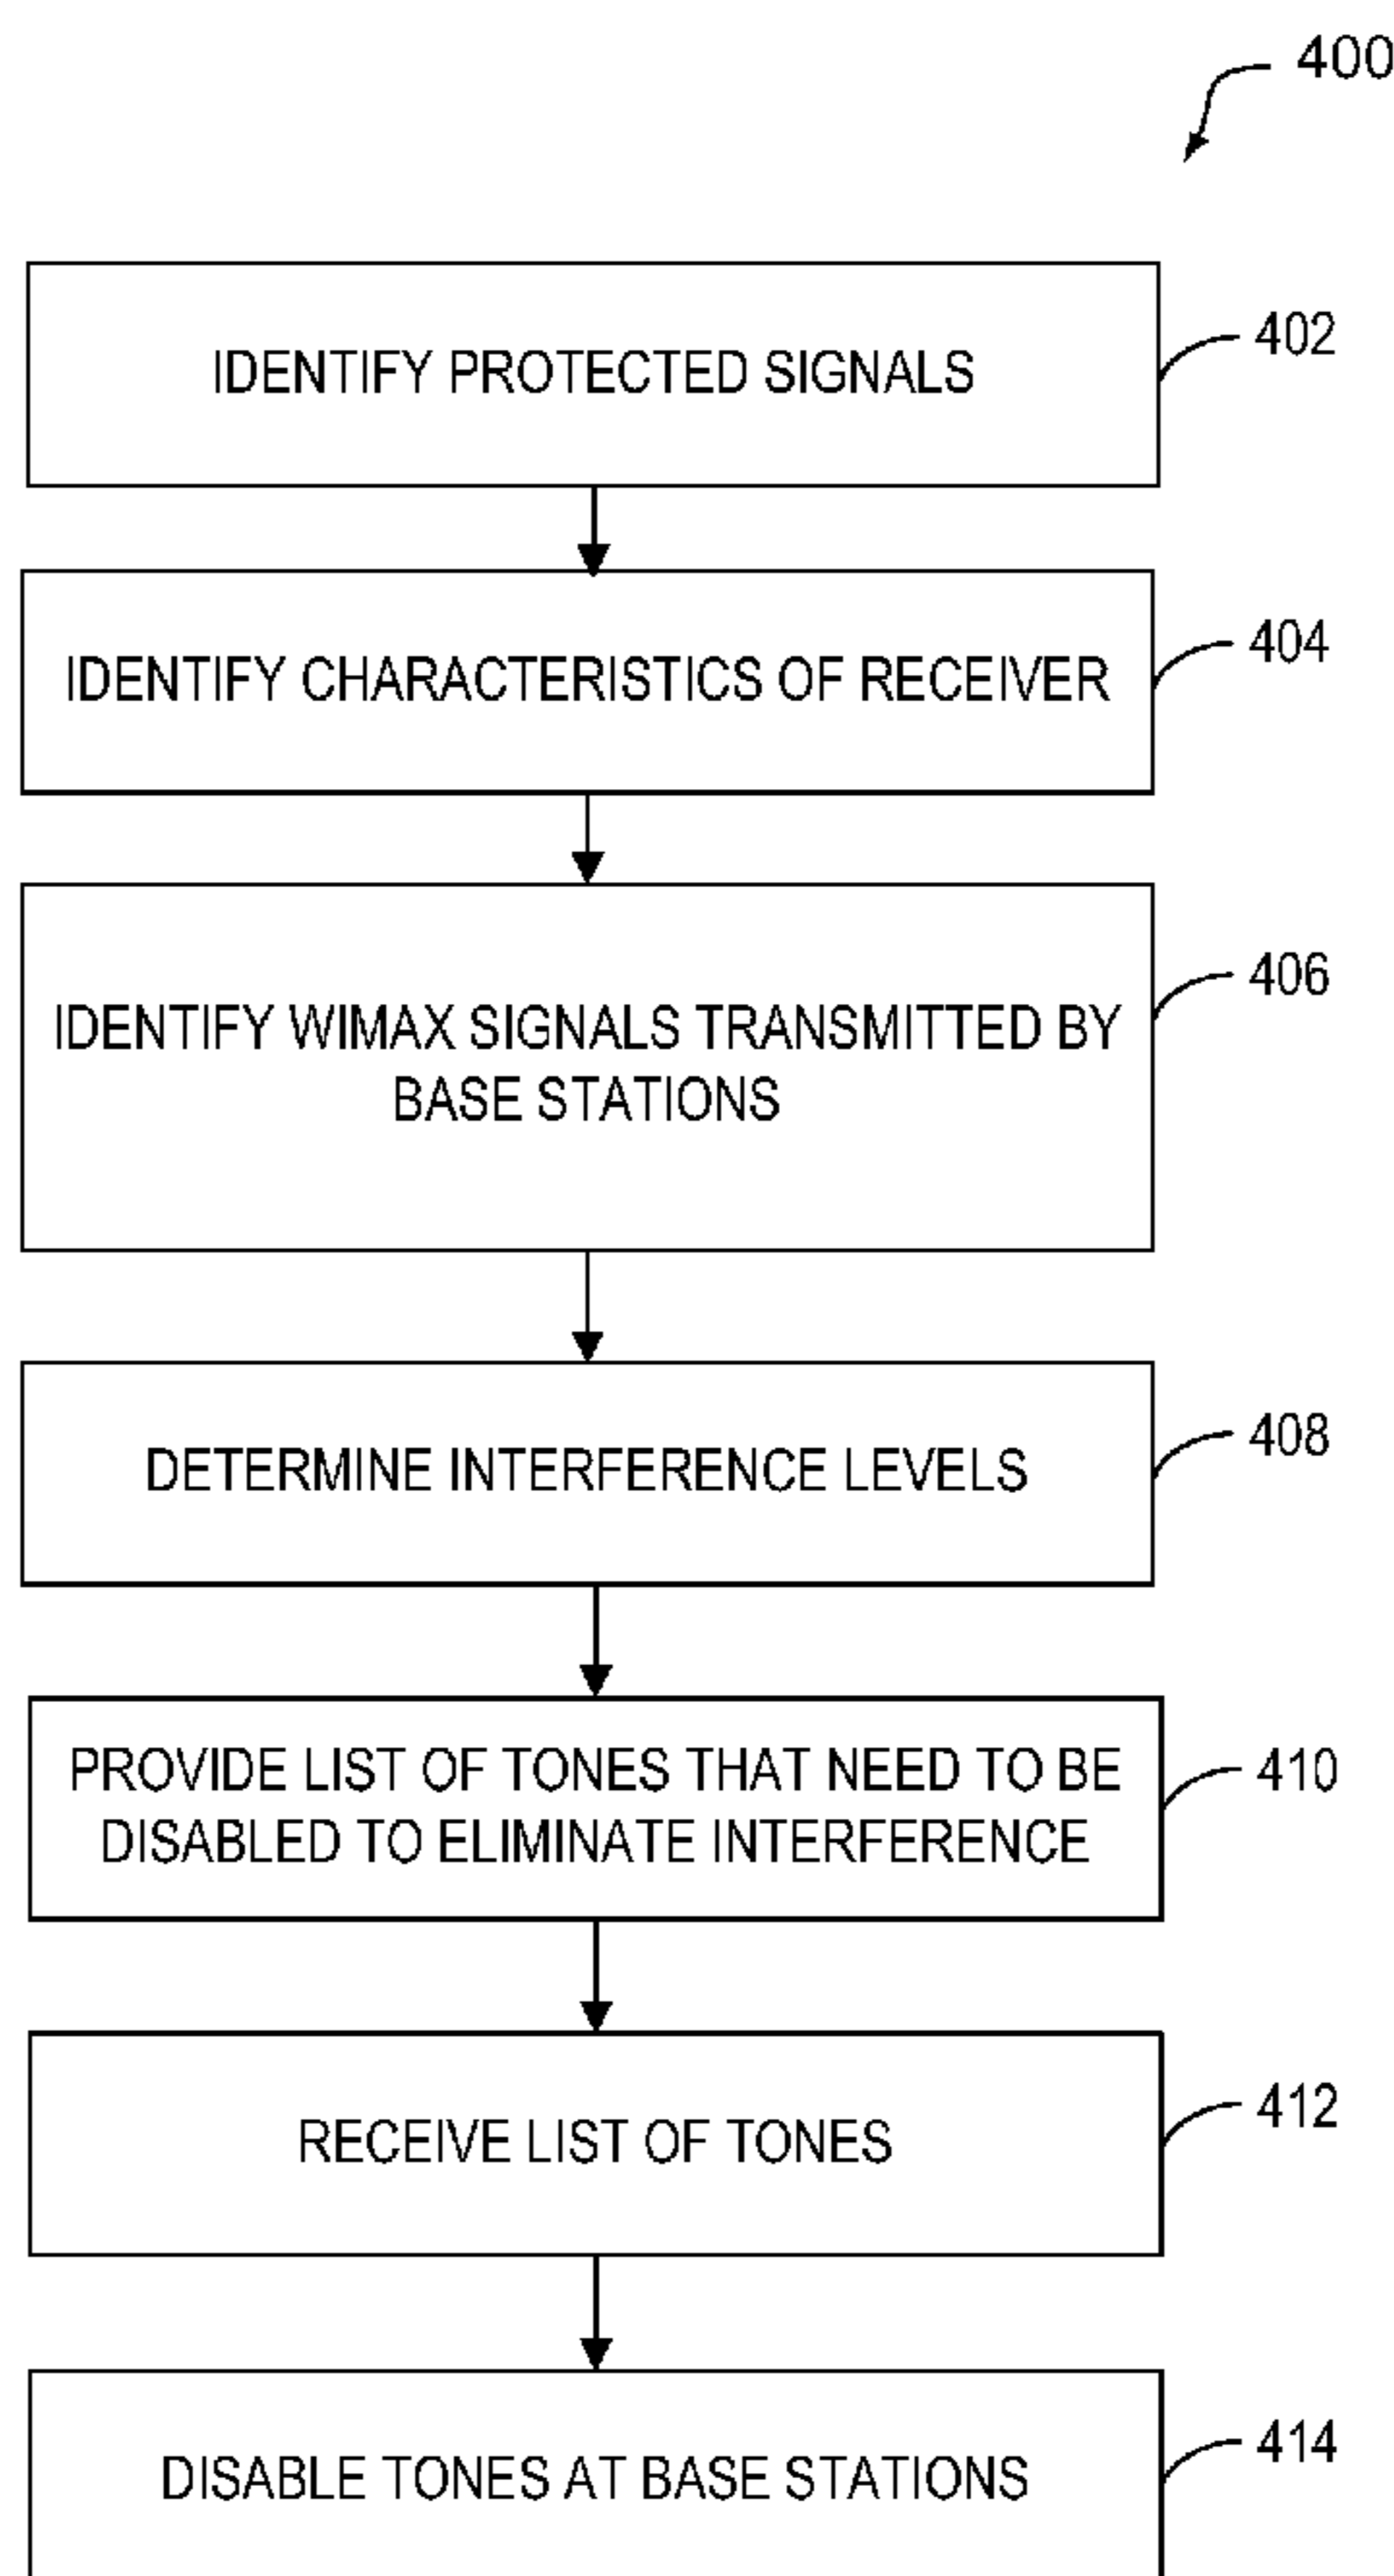 400
IDENTIFY PROTECTED SIGNALS
402
IDENTIFY CHARACTERISTICS OF RECEIVER
404
IDENTIFY WIMAX SIGNALS TRANSMITTED BY
BASE STATIONS
406
DETERMINE INTERFERENCE LEVELS
408
PROVIDE LIST OF TONES THAT NEED TO BE
DISABLED TO ELIMINATE INTERFERENCE
410
RECEIVE LIST OF TONES
412
DISABLE TONES AT BASE STATIONS
414